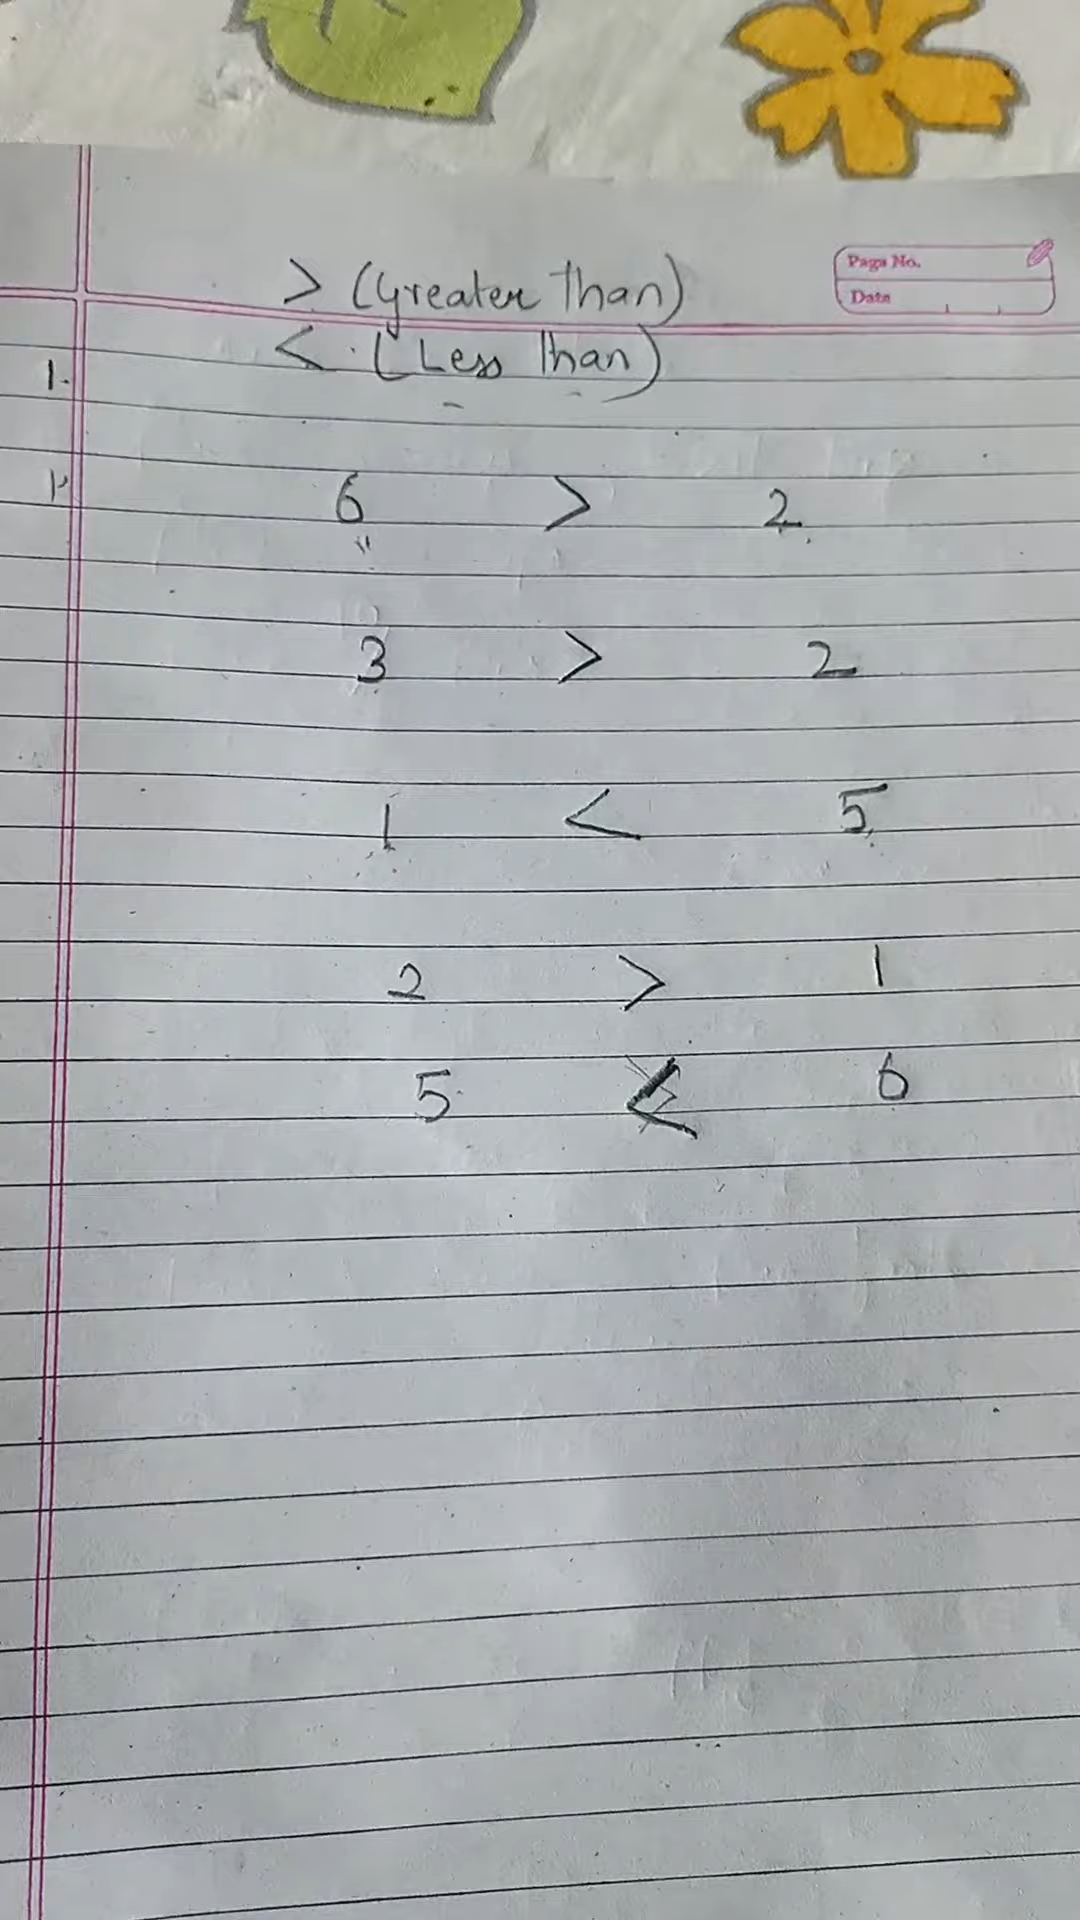 > (Greater Than)
Page No.
Date
< (Less Than)
1.
1.
6 > 2
3 > 2
1 < 5
2 > 1
5 < 6